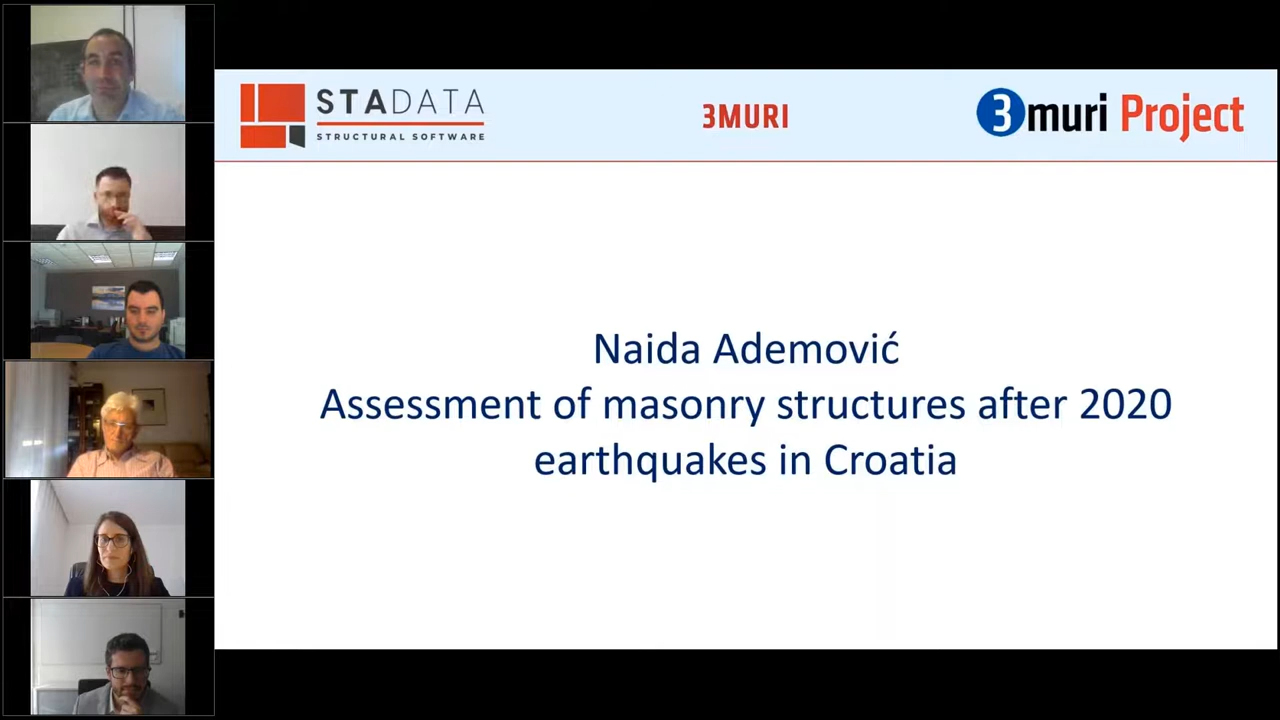 STADATA
STRUCTURAL SOFTWARE
3MURI
3muri Project
Naida Ademović
Assessment of masonry structures after 2020
earthquakes in Croatia